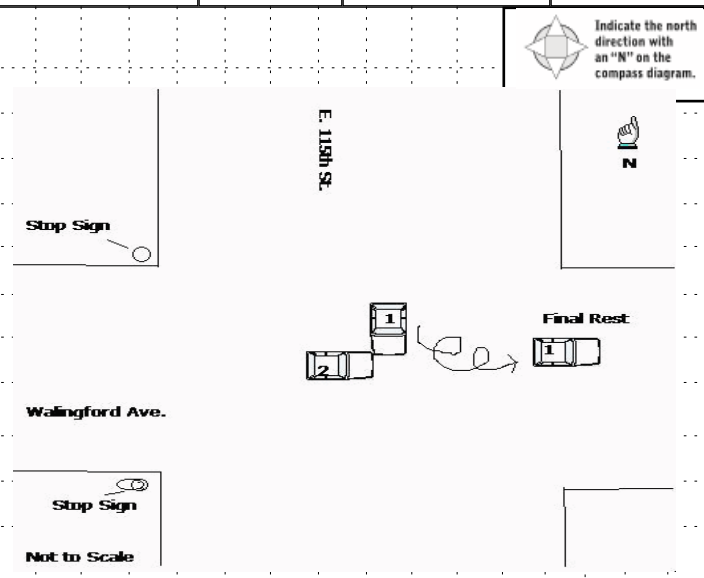 Indicate the north
direction with
an “N” on the
compass diagram.
E. 115th St.
N
Stop Sign
1
Final Rest
1
2
Walingford Ave.
Stop Sign
Not to Scale